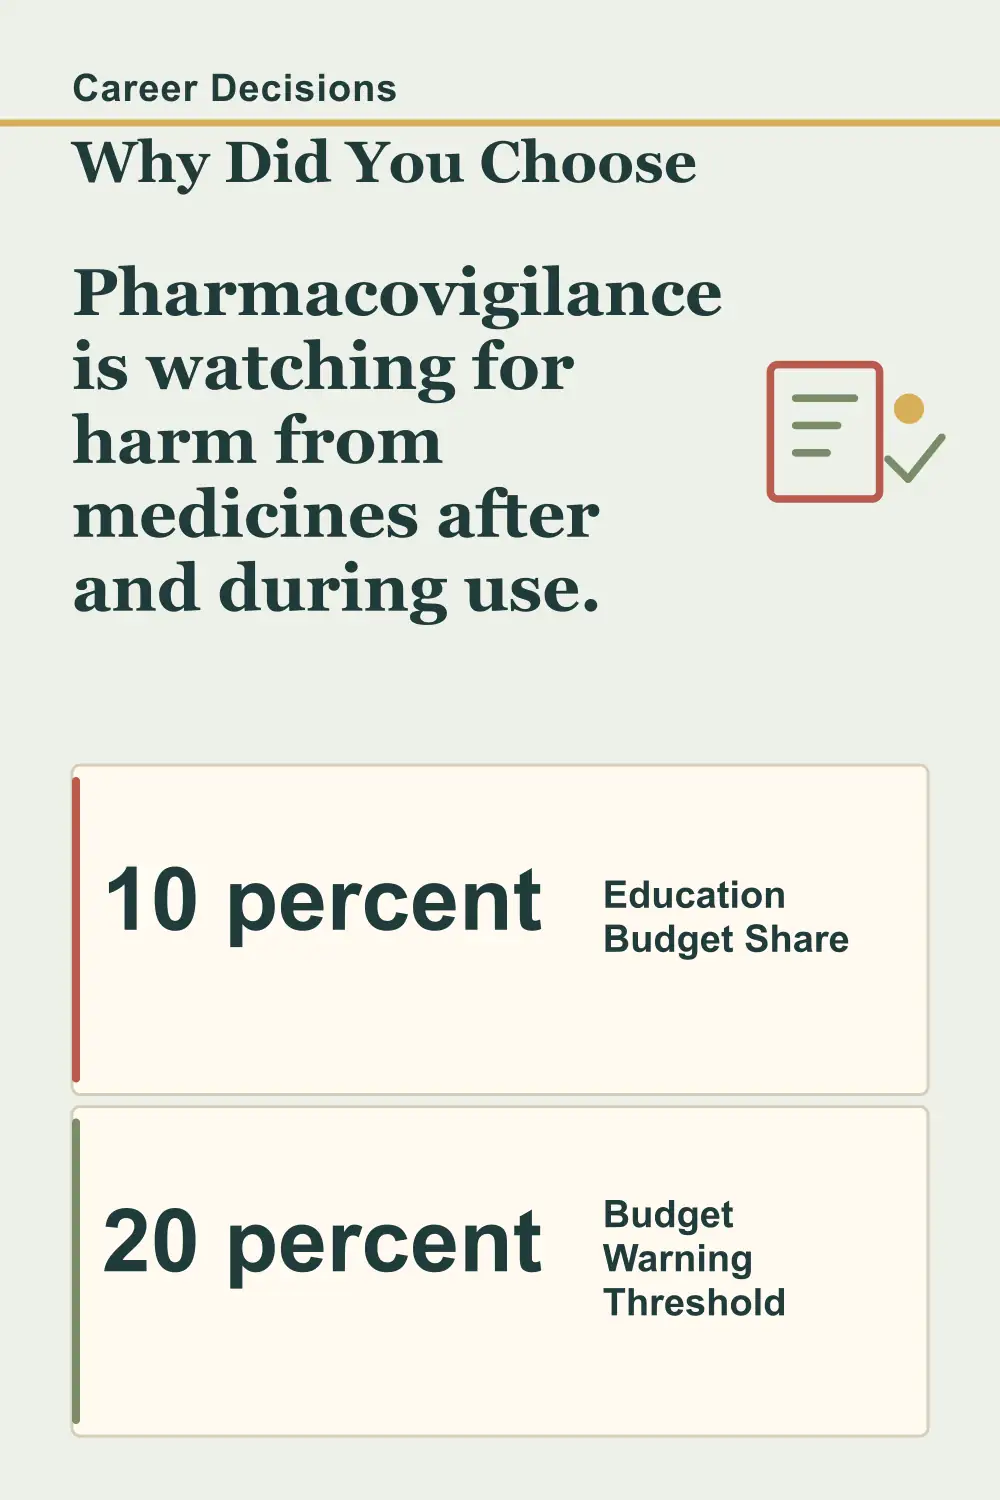 Career Decisions
Why Did You Choose
Pharmacovigilance
is watching for
harm from
medicines after
and during use.
10 percent
Education
Budget Share
20 percent
Budget
Warning
Threshold